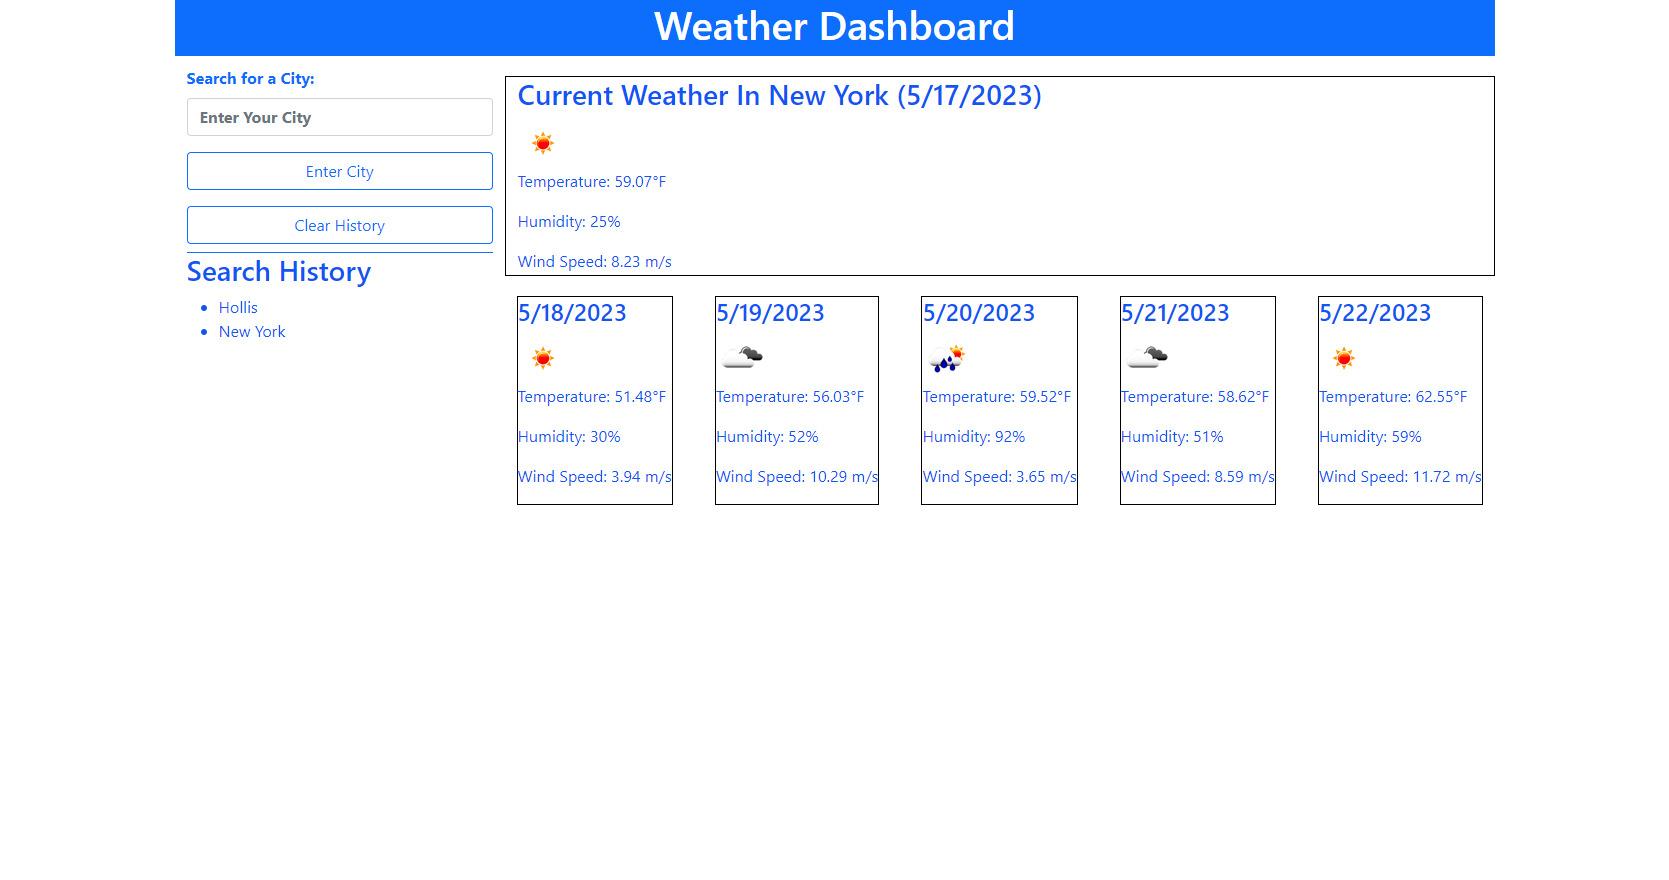 Weather Dashboard
Search for a City:
Enter Your City
Enter City
Clear History
Search History
Hollis
New York
Current Weather In New York (5/17/2023)
Temperature: 59.07°F
Humidity: 25%
Wind Speed: 8.23 m/s
5/18/2023
Temperature: 51.48°F
Humidity: 30%
Wind Speed: 3.94 m/s
5/19/2023
Temperature: 56.03°F
Humidity: 52%
Wind Speed: 10.29 m/s
5/20/2023
Temperature: 59.52°F
Humidity: 92%
Wind Speed: 3.65 m/s
5/21/2023
Temperature: 58.62°F
Humidity: 51%
Wind Speed: 8.59 m/s
5/22/2023
Temperature: 62.55°F
Humidity: 59%
Wind Speed: 11.72 m/s